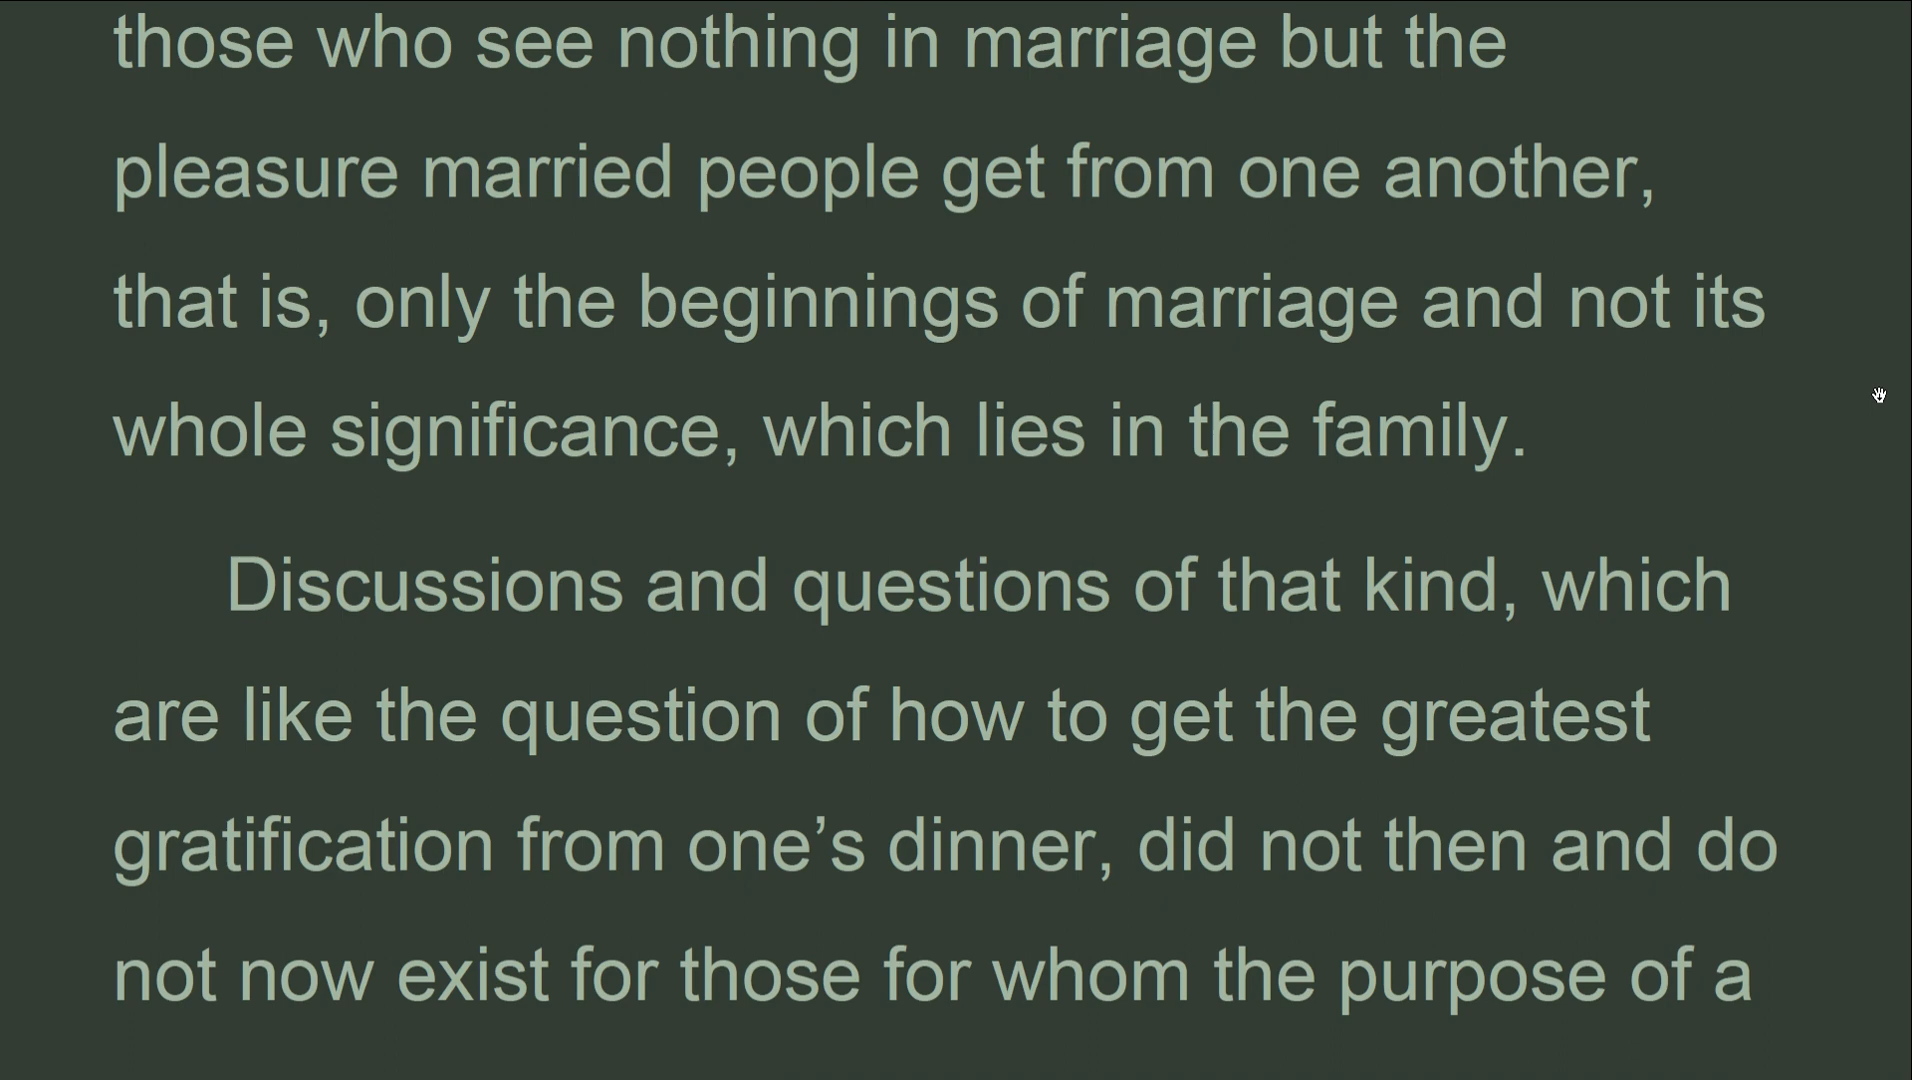 those who see nothing in marriage but the
pleasure married people get from one another,
that is, only the beginnings of marriage and not its
whole significance, which lies in the family.
Discussions and questions of that kind, which
are like the question of how to get the greatest
gratification from one’s dinner, did not then and do
not now exist for those for whom the purpose of a